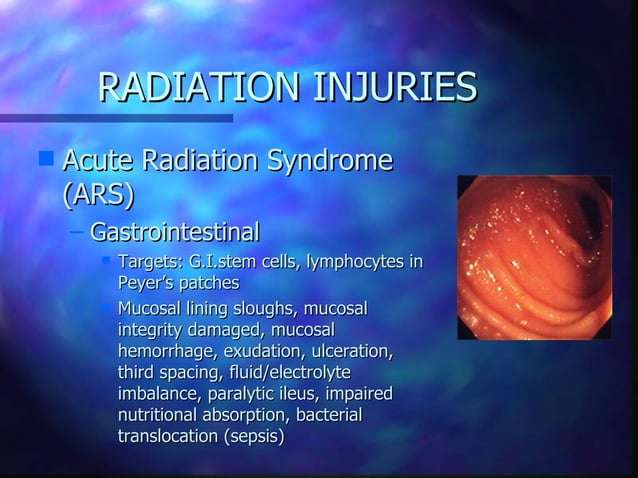 RADIATION INJURIES
Acute Radiation Syndrome
(ARS)
– Gastrointestinal
Targets: G.I.stem cells, lymphocytes in
Peyer’s patches
Mucosal lining sloughs, mucosal
integrity damaged, mucosal
hemorrhage, exudation, ulceration,
third spacing, fluid/electrolyte
imbalance, paralytic ileus, impaired
nutritional absorption, bacterial
translocation (sepsis)